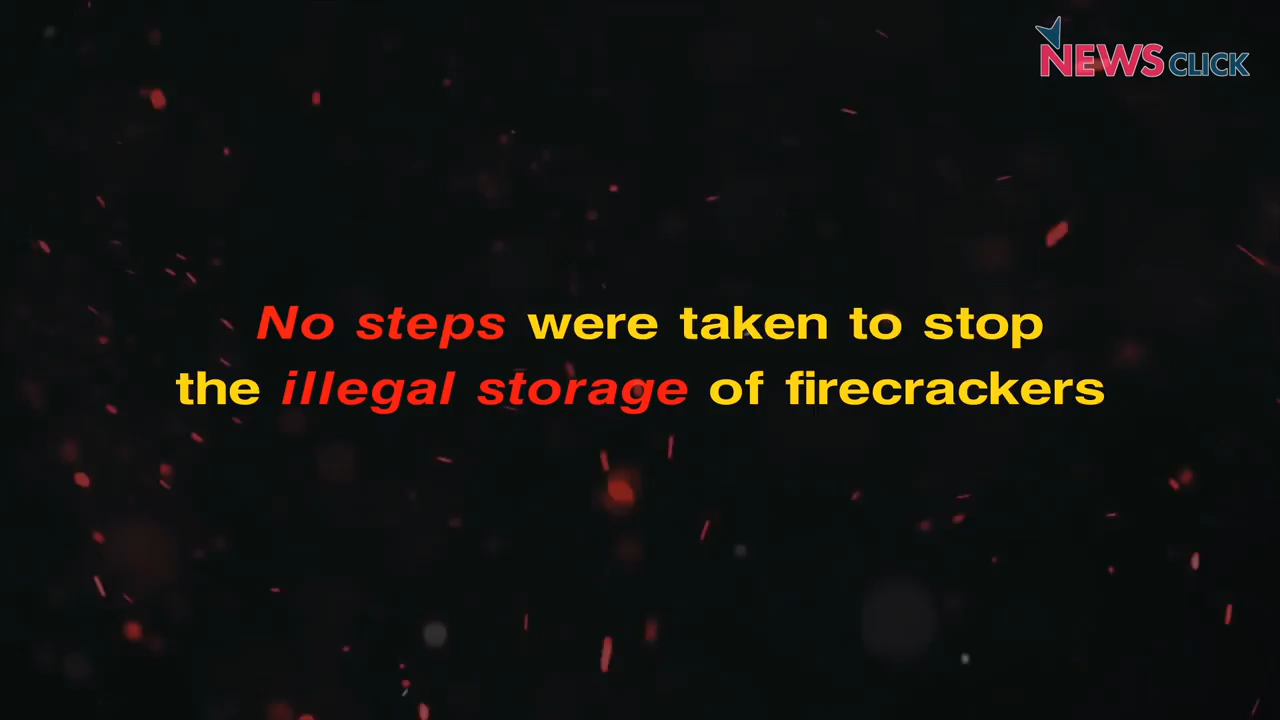 NEWSCLICK
No steps were taken to stop
the illegal storage of firecrackers